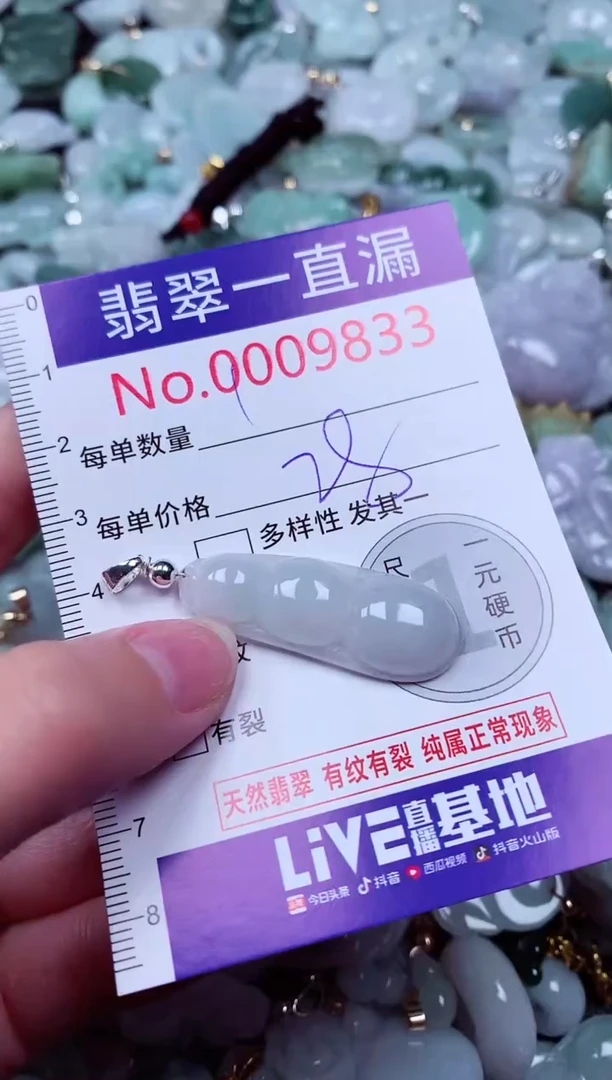 翡翠一直漏
No.0009833
每单数量 1
每单价格 28
多样性 发其一
尺
一元硬币
纹
有裂
天然翡翠 有纹有裂 纯属正常现象
LiVE直播基地
今日头条 抖音 西瓜视频 抖音火山版
0
1
2
3
4
7
8